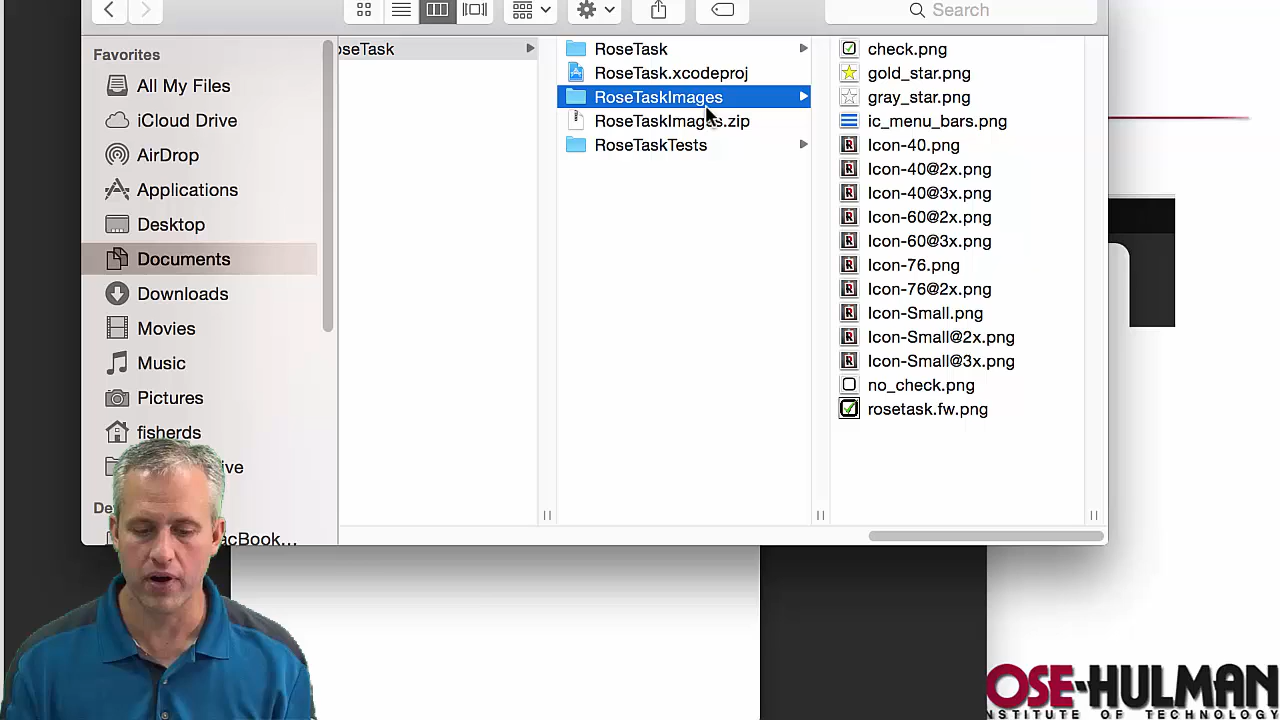 Search
Favorites
All My Files
iCloud Drive
AirDrop
Applications
Desktop
Documents
Downloads
Movies
Music
Pictures
fisherds
ive
De
acBook...
oseTask
RoseTask
RoseTask.xcodeproj
RoseTaskImages
RoseTaskImages.zip
RoseTaskTests
check.png
gold_star.png
gray_star.png
ic_menu_bars.png
Icon-40.png
Icon-40@2x.png
Icon-40@3x.png
Icon-60@2x.png
Icon-60@3x.png
Icon-76.png
Icon-76@2x.png
Icon-Small.png
Icon-Small@2x.png
Icon-Small@3x.png
no_check.png
rosetask.fw.png
OSE-HULMAN
INSTITUTE OF TECHNOLOGY